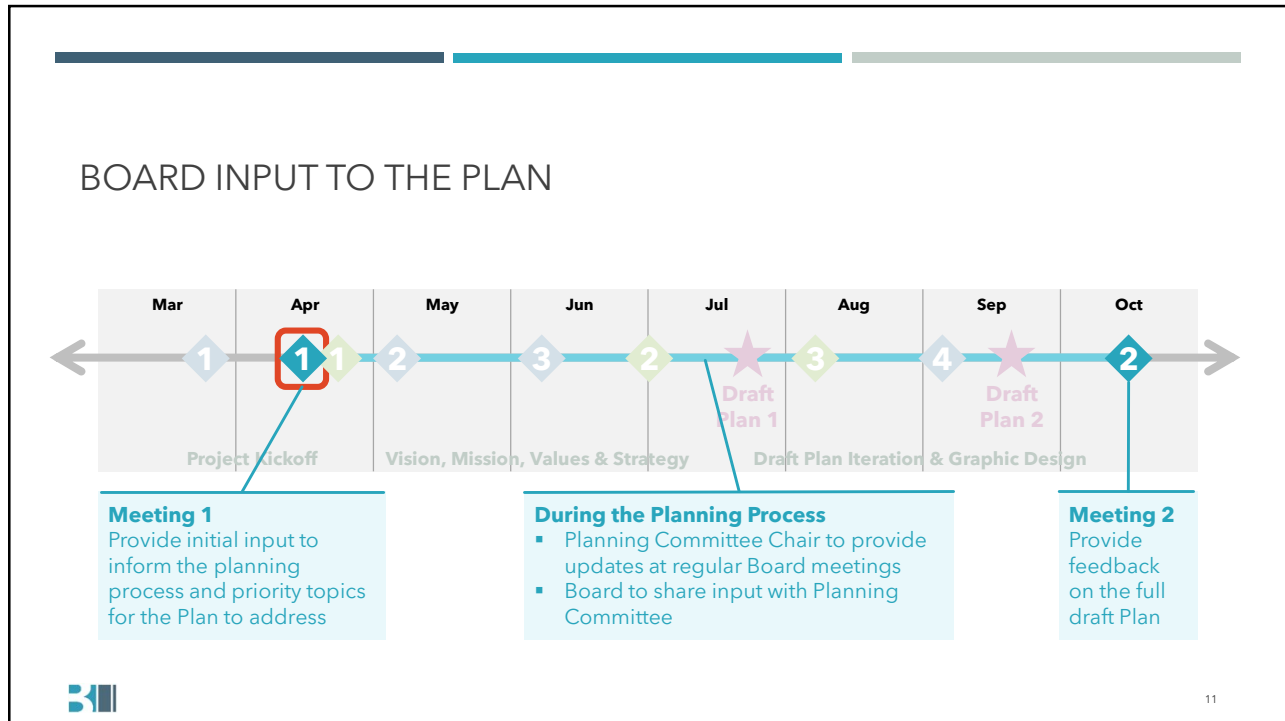 BOARD INPUT TO THE PLAN
Mar Apr May Jun Jul Aug Sep Oct
1 1 1 2 3 2 3 4 2
Draft
Plan 1
Draft
Plan 2
Project Kickoff
Vision, Mission, Values & Strategy
Draft Plan Iteration & Graphic Design
Meeting 1
Provide initial input to
inform the planning
process and priority topics
for the Plan to address
During the Planning Process
▪ Planning Committee Chair to provide
updates at regular Board meetings
▪ Board to share input with Planning
Committee
Meeting 2
Provide
feedback
on the full
draft Plan
11